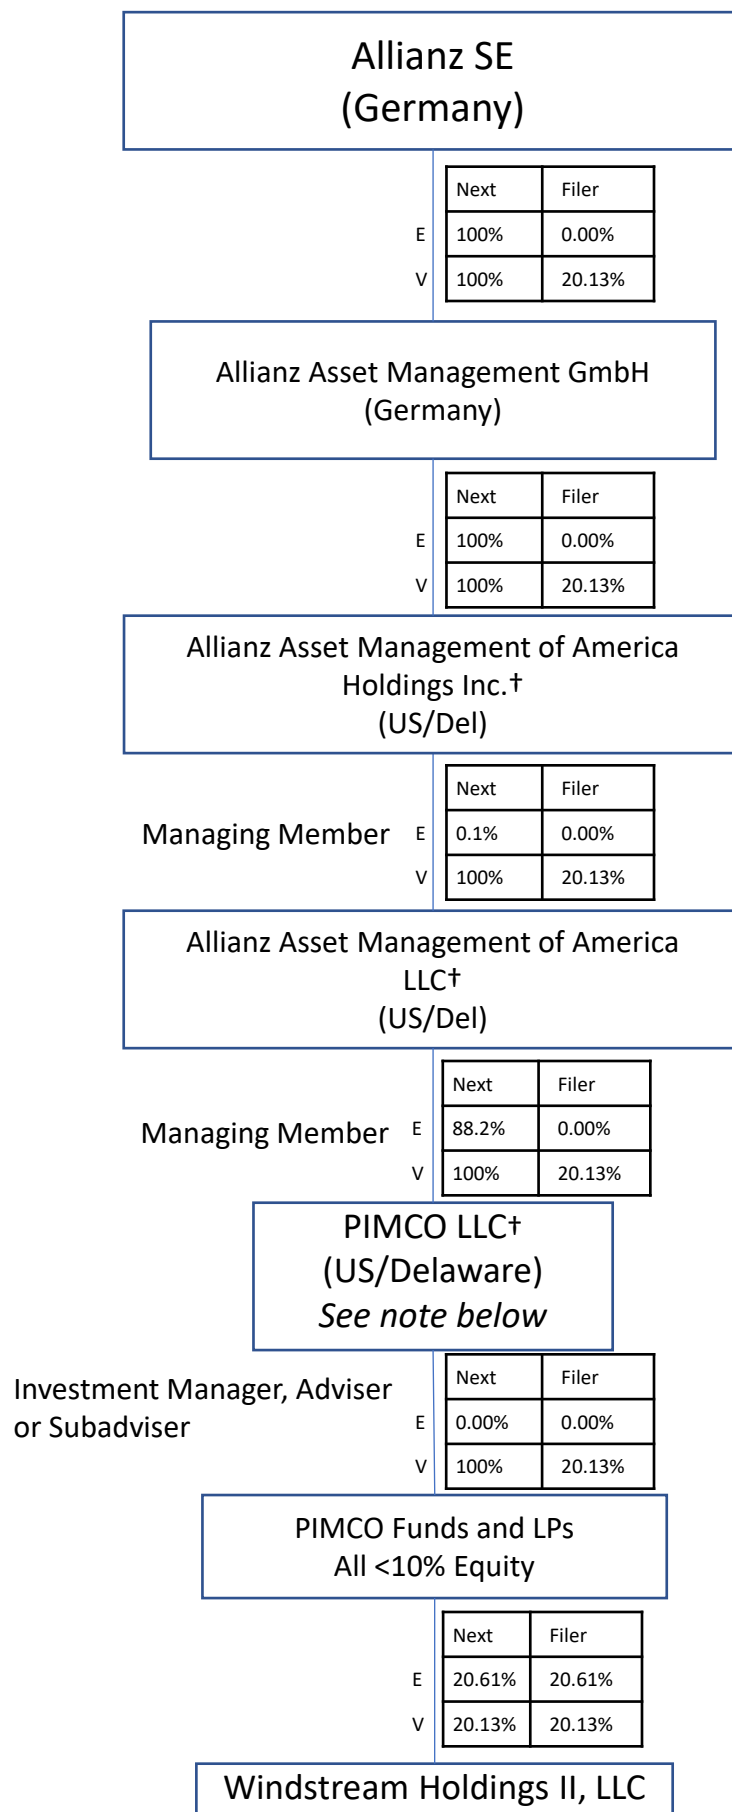 Allianz SE
(Germany)
Next Filer
E 100% 0.00%
V 100% 20.13%
Allianz Asset Management GmbH
(Germany)
Next Filer
E 100% 0.00%
V 100% 20.13%
Allianz Asset Management of America
Holdings Inc.†
(US/Del)
Next Filer
Managing Member E 0.1% 0.00%
V 100% 20.13%
Allianz Asset Management of America
LLC†
(US/Del)
Next Filer
Managing Member E 88.2% 0.00%
V 100% 20.13%
PIMCO LLC†
(US/Delaware)
See note below
Next Filer
Investment Manager, Adviser
or Subadviser
E 0.00% 0.00%
V 100% 20.13%
PIMCO Funds and LPs
All <10% Equity
Next Filer
E 20.61% 20.61%
V 20.13% 20.13%
Windstream Holdings II, LLC